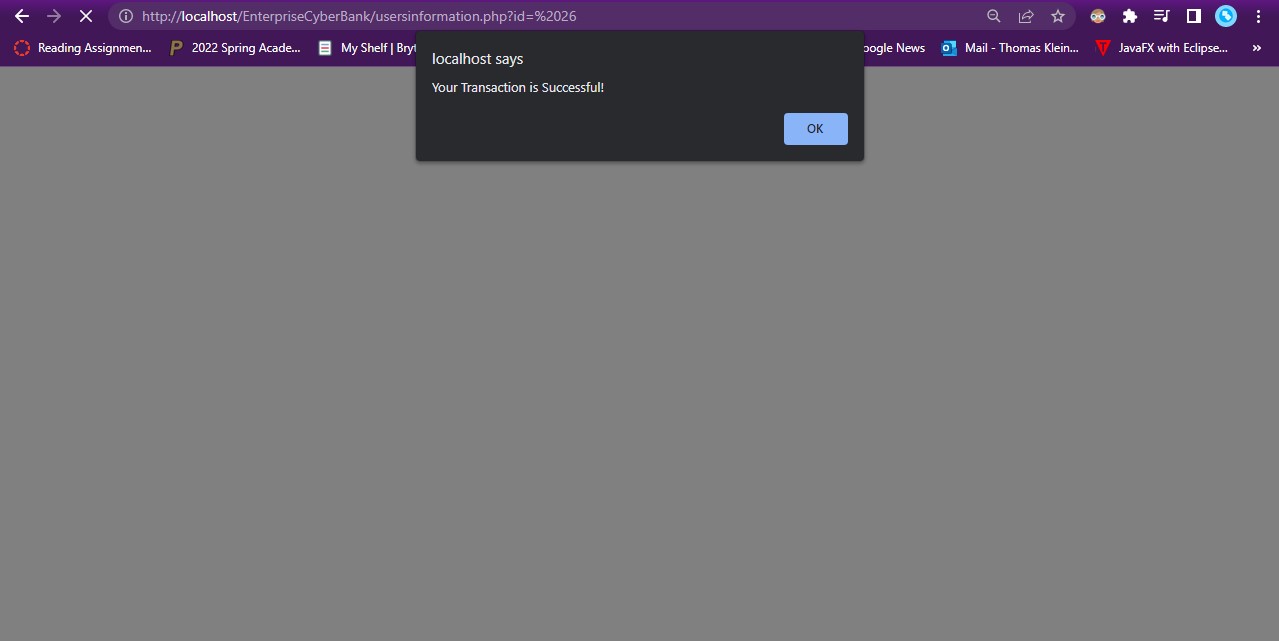 http://localhost/EnterpriseCyberBank/usersinformation.php?id=%2026
Reading Assignmen... 2022 Spring Acade... My Shelf | Bryt oogle News Mail - Thomas Klein... JavaFX with Eclipse... »
localhost says
Your Transaction is Successful!
OK